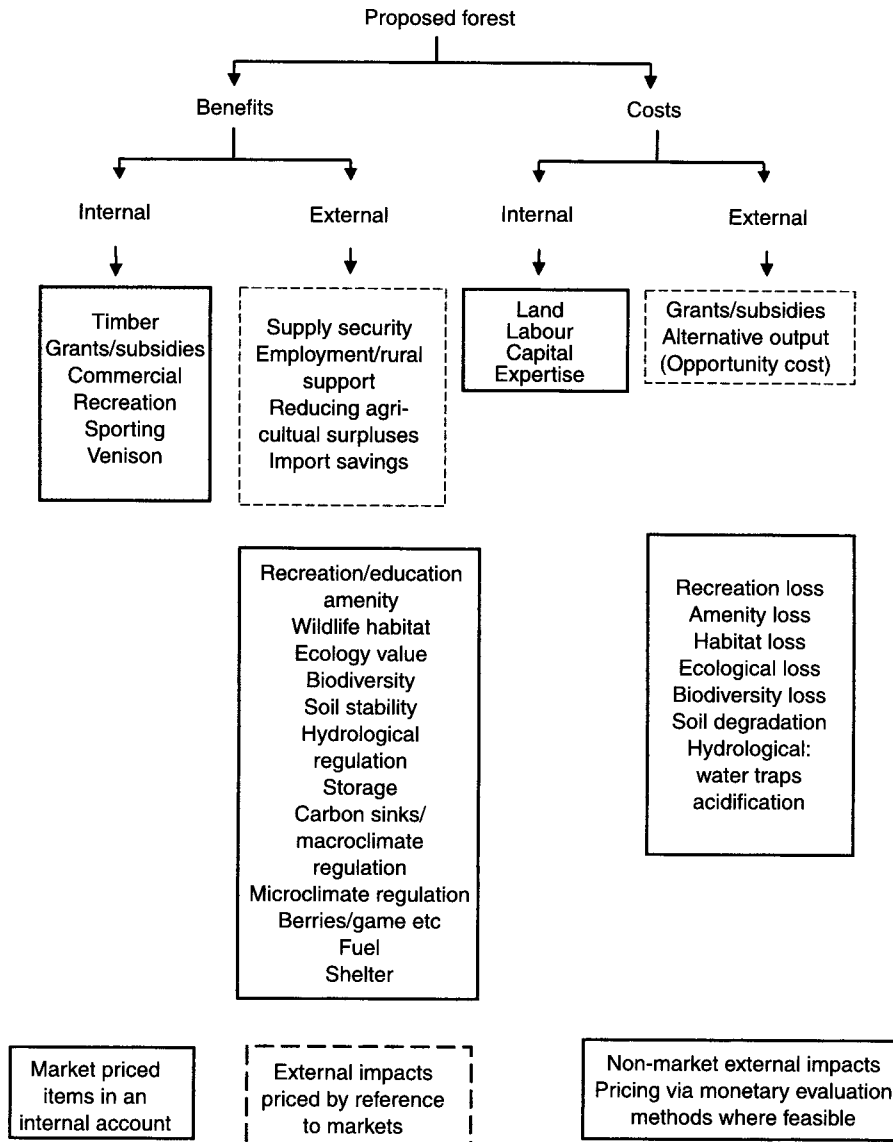 Proposed forest
Benefits
Costs
Internal
External
Internal
External
Timber
Grants/subsidies
Commercial
Recreation
Sporting
Venison
Supply security
Employment/rural
support
Reducing agri-
cultural surpluses
Import savings
Land
Labour
Capital
Expertise
Grants/subsidies
Alternative output
(Opportunity cost)
Recreation/education
amenity
Wildlife habitat
Ecology value
Biodiversity
Soil stability
Hydrological
regulation
Storage
Carbon sinks/
macroclimate
regulation
Microclimate regulation
Berries/game etc
Fuel
Shelter
Recreation loss
Amenity loss
Habitat loss
Ecological loss
Biodiversity loss
Soil degradation
Hydrological:
water traps
acidification
Market priced
items in an
internal account
External impacts
priced by reference
to markets
Non-market external impacts
Pricing via monetary evaluation
methods where feasible